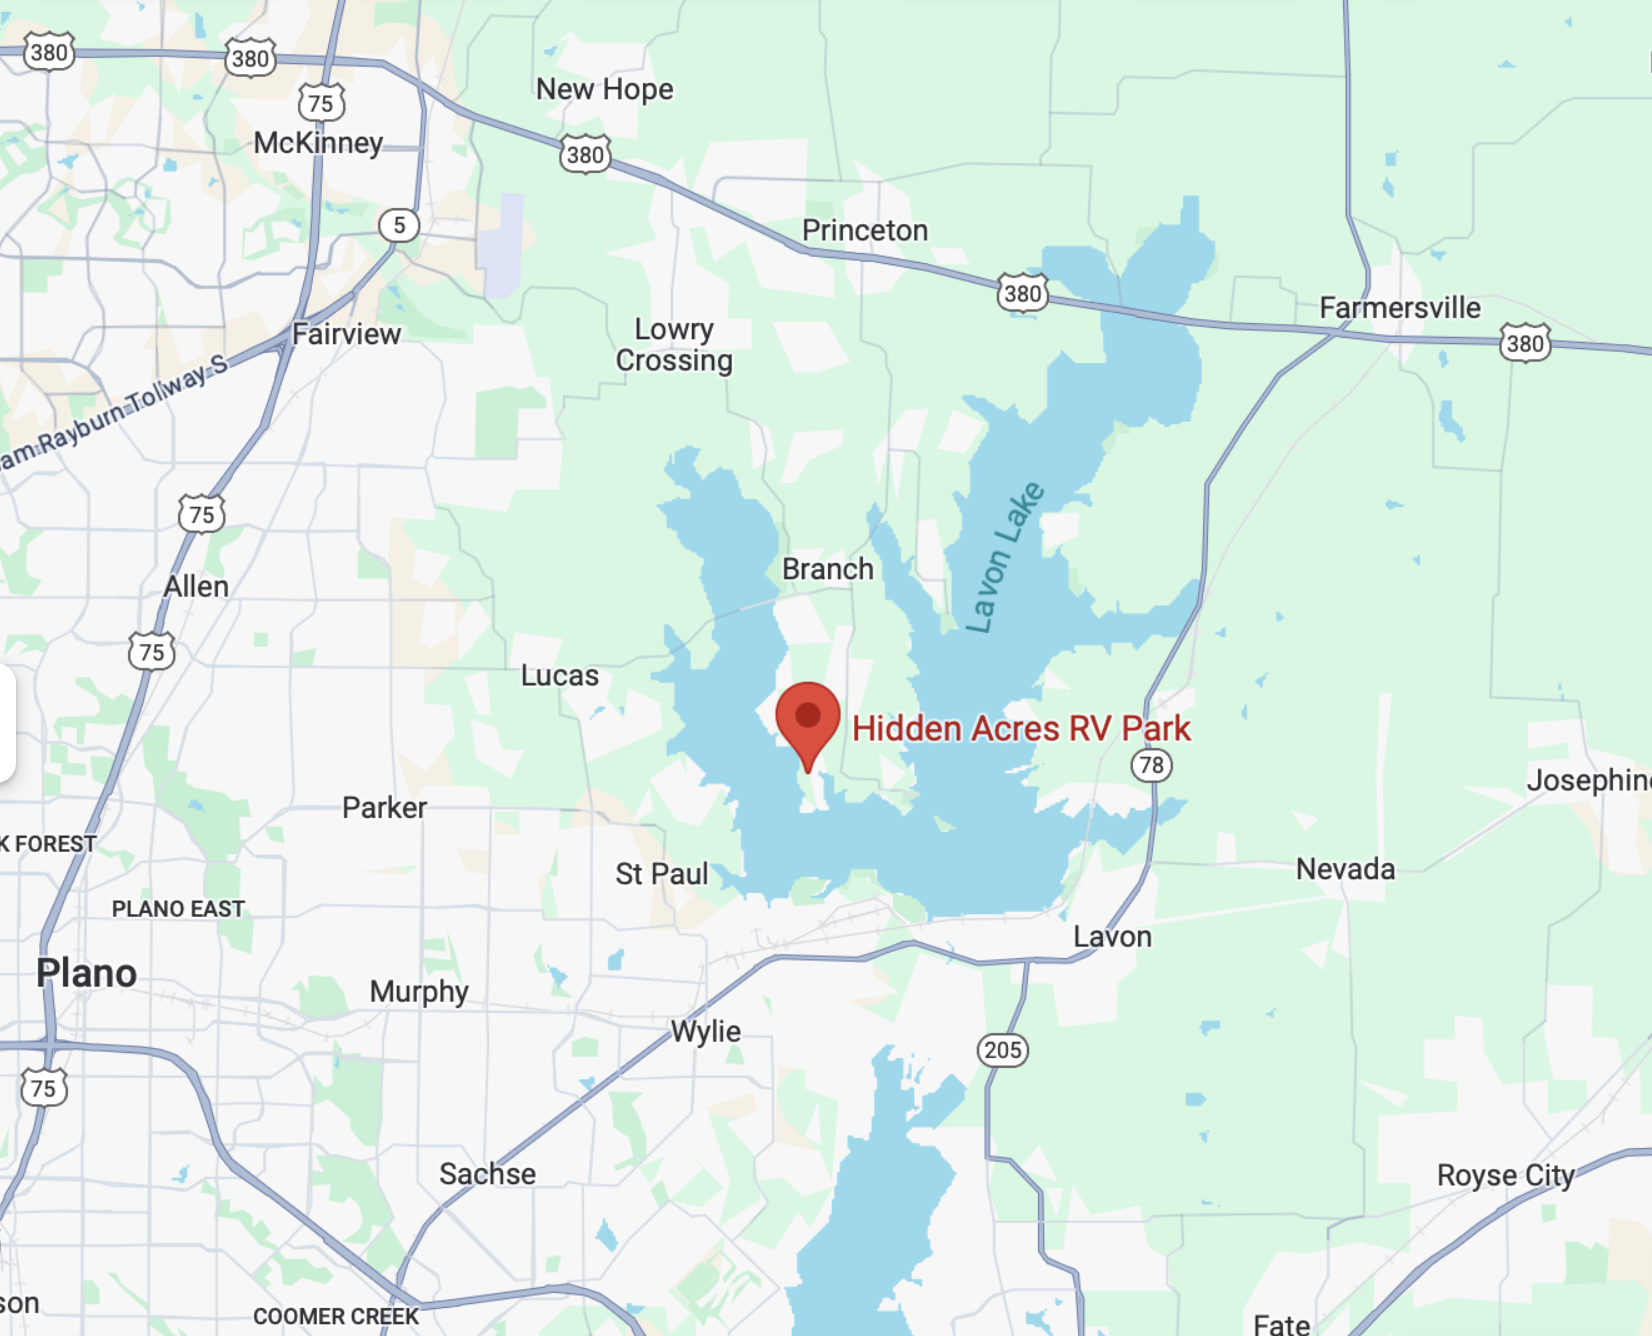 380
380
75
New Hope
McKinney
380
5
Princeton
380
Farmersville
380
Fairview
Lowry
Crossing
am Rayburn Tollway S
75
Lavon Lake
Branch
Allen
75
Lucas
Hidden Acres RV Park
78
Josephine
Parker
K FOREST
St Paul
Nevada
PLANO EAST
Lavon
Plano
Murphy
Wylie
205
75
Sachse
Royse City
son
COOMER CREEK
Fate